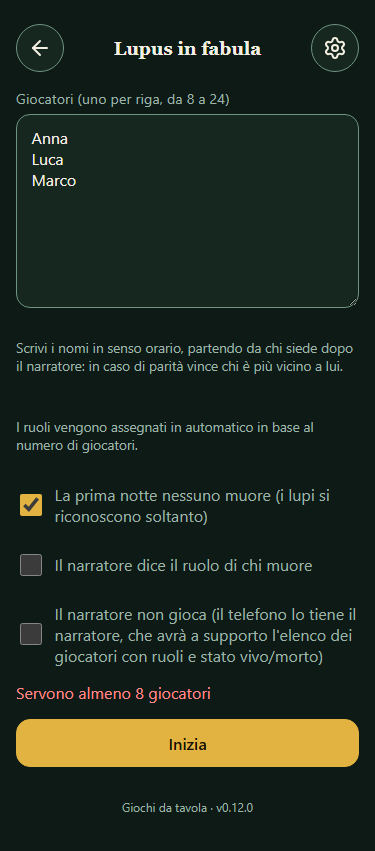 Lupus in fabula
Giocatori (uno per riga, da 8 a 24)
Anna
Luca
Marco
Scrivi i nomi in senso orario, partendo da chi siede dopo
il narratore: in caso di parità vince chi è più vicino a lui.
I ruoli vengono assegnati in automatico in base al
numero di giocatori.
La prima notte nessuno muore (i lupi si
riconoscono soltanto)
Il narratore dice il ruolo di chi muore
Il narratore non gioca (il telefono lo tiene il
narratore, che avrà a supporto l'elenco dei
giocatori con ruoli e stato vivo/morto)
Servono almeno 8 giocatori
Inizia
Giochi da tavola · v0.12.0